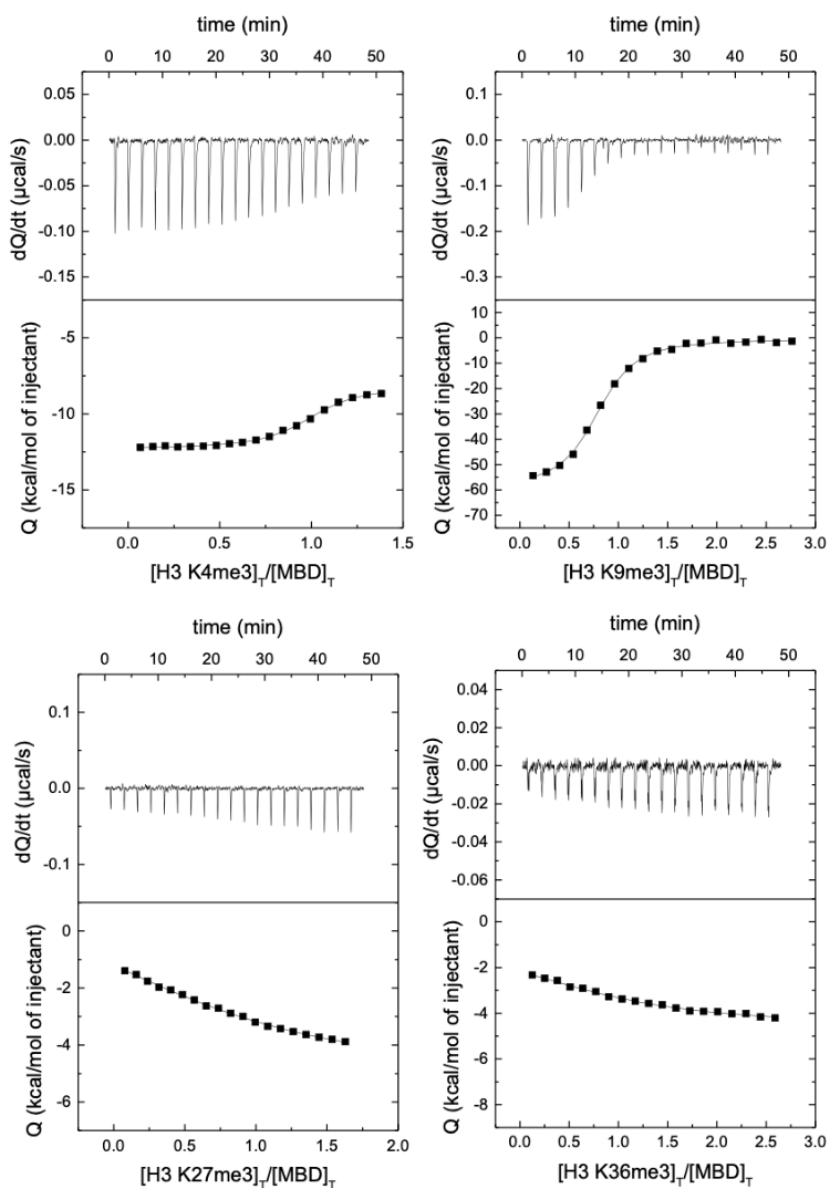 time (min)
0 10 20 30 40 50
dQ/dt (μcal/s)
0.05
0.00
-0.05
-0.10
-0.15
Q (kcal/mol of injectant)
-5
-10
-15
0.0 0.5 1.0 1.5
[H3 K4me3]T/[MBD]T
time (min)
0 10 20 30 40 50
dQ/dt (μcal/s)
0.1
0.0
-0.1
-0.2
-0.3
Q (kcal/mol of injectant)
10
0
-10
-20
-30
-40
-50
-60
-70
0.0 0.5 1.0 1.5 2.0 2.5 3.0
[H3 K9me3]T/[MBD]T
time (min)
0 10 20 30 40 50
dQ/dt (μcal/s)
0.1
0.0
-0.1
Q (kcal/mol of injectant)
0
-2
-4
-6
0.0 0.5 1.0 1.5 2.0
[H3 K27me3]T/[MBD]T
time (min)
0 10 20 30 40 50
dQ/dt (μcal/s)
0.04
0.02
0.00
-0.02
-0.04
-0.06
Q (kcal/mol of injectant)
0
-2
-4
-6
-8
0.0 0.5 1.0 1.5 2.0 2.5 3.0
[H3 K36me3]T/[MBD]T